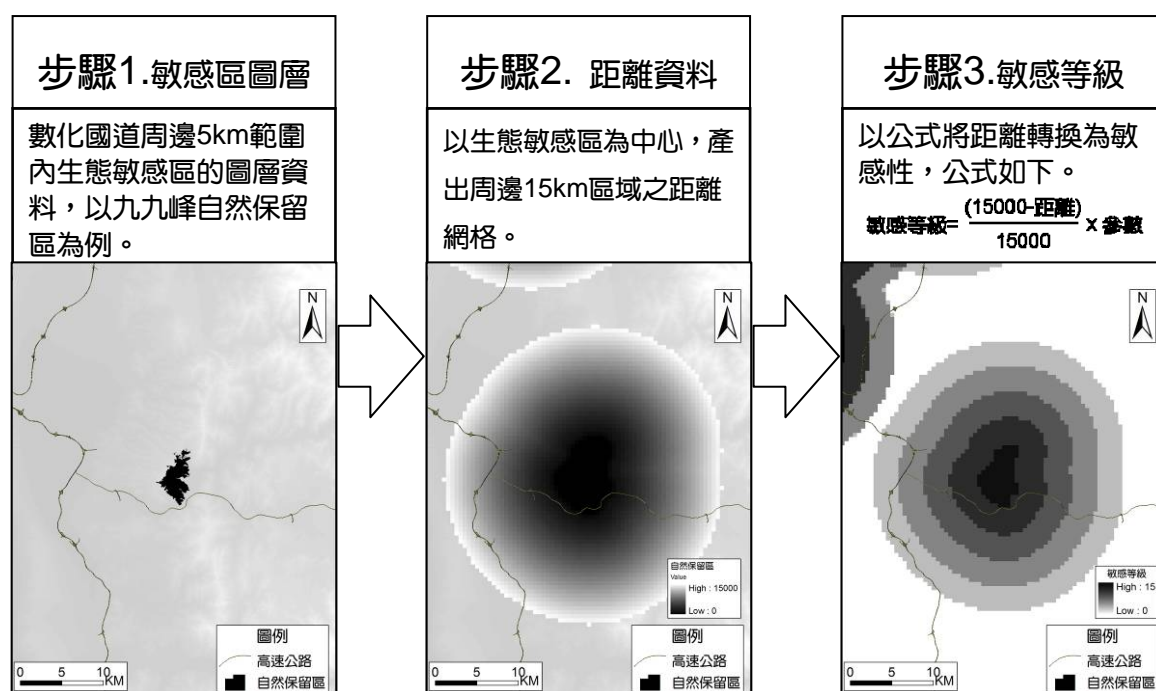 步驟1.敏感區圖層
數化國道周邊5km範圍
內生態敏感區的圖層資
料，以九九峰自然保留
區為例。
N
圖例
高速公路
自然保留區
0 5 10
KM
步驟2. 距離資料
以生態敏感區為中心，產
出周邊15km區域之距離
網格。
N
自然保留區
Value
High : 15000
Low : 0
圖例
高速公路
自然保留區
0 5 10
KM
步驟3.敏感等級
以公式將距離轉換為敏
感性，公式如下。
敏感等級= (15000-距離) / 15000 x 參數
N
敏感等級
High : 15
Low : 0
圖例
高速公路
自然保留區
0 5 10
KM